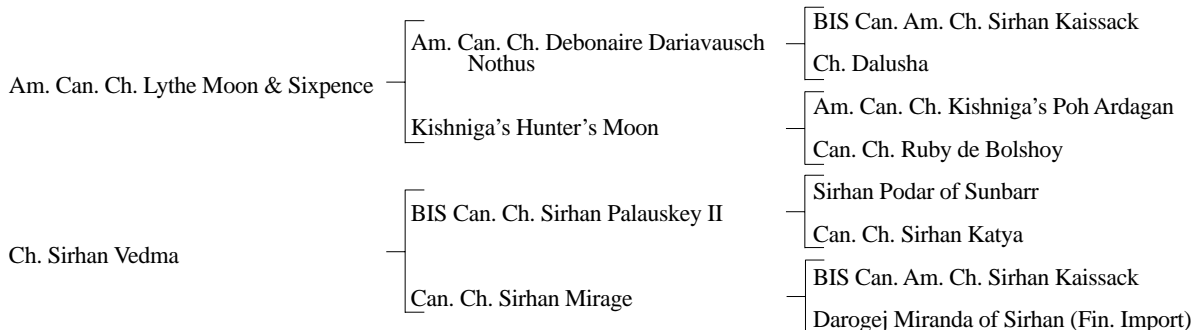 BIS Can. Am. Ch. Sirhan Kaissack
Am. Can. Ch. Debonaire Dariavausch
Nothus
Ch. Dalusha
Am. Can. Ch. Lythe Moon & Sixpence
Am. Can. Ch. Kishniga's Poh Ardagan
Kishniga's Hunter's Moon
Can. Ch. Ruby de Bolshoy
Sirhan Podar of Sunbarr
BIS Can. Ch. Sirhan Palauskey II
Can. Ch. Sirhan Katya
Ch. Sirhan Vedma
BIS Can. Am. Ch. Sirhan Kaissack
Can. Ch. Sirhan Mirage
Darogej Miranda of Sirhan (Fin. Import)